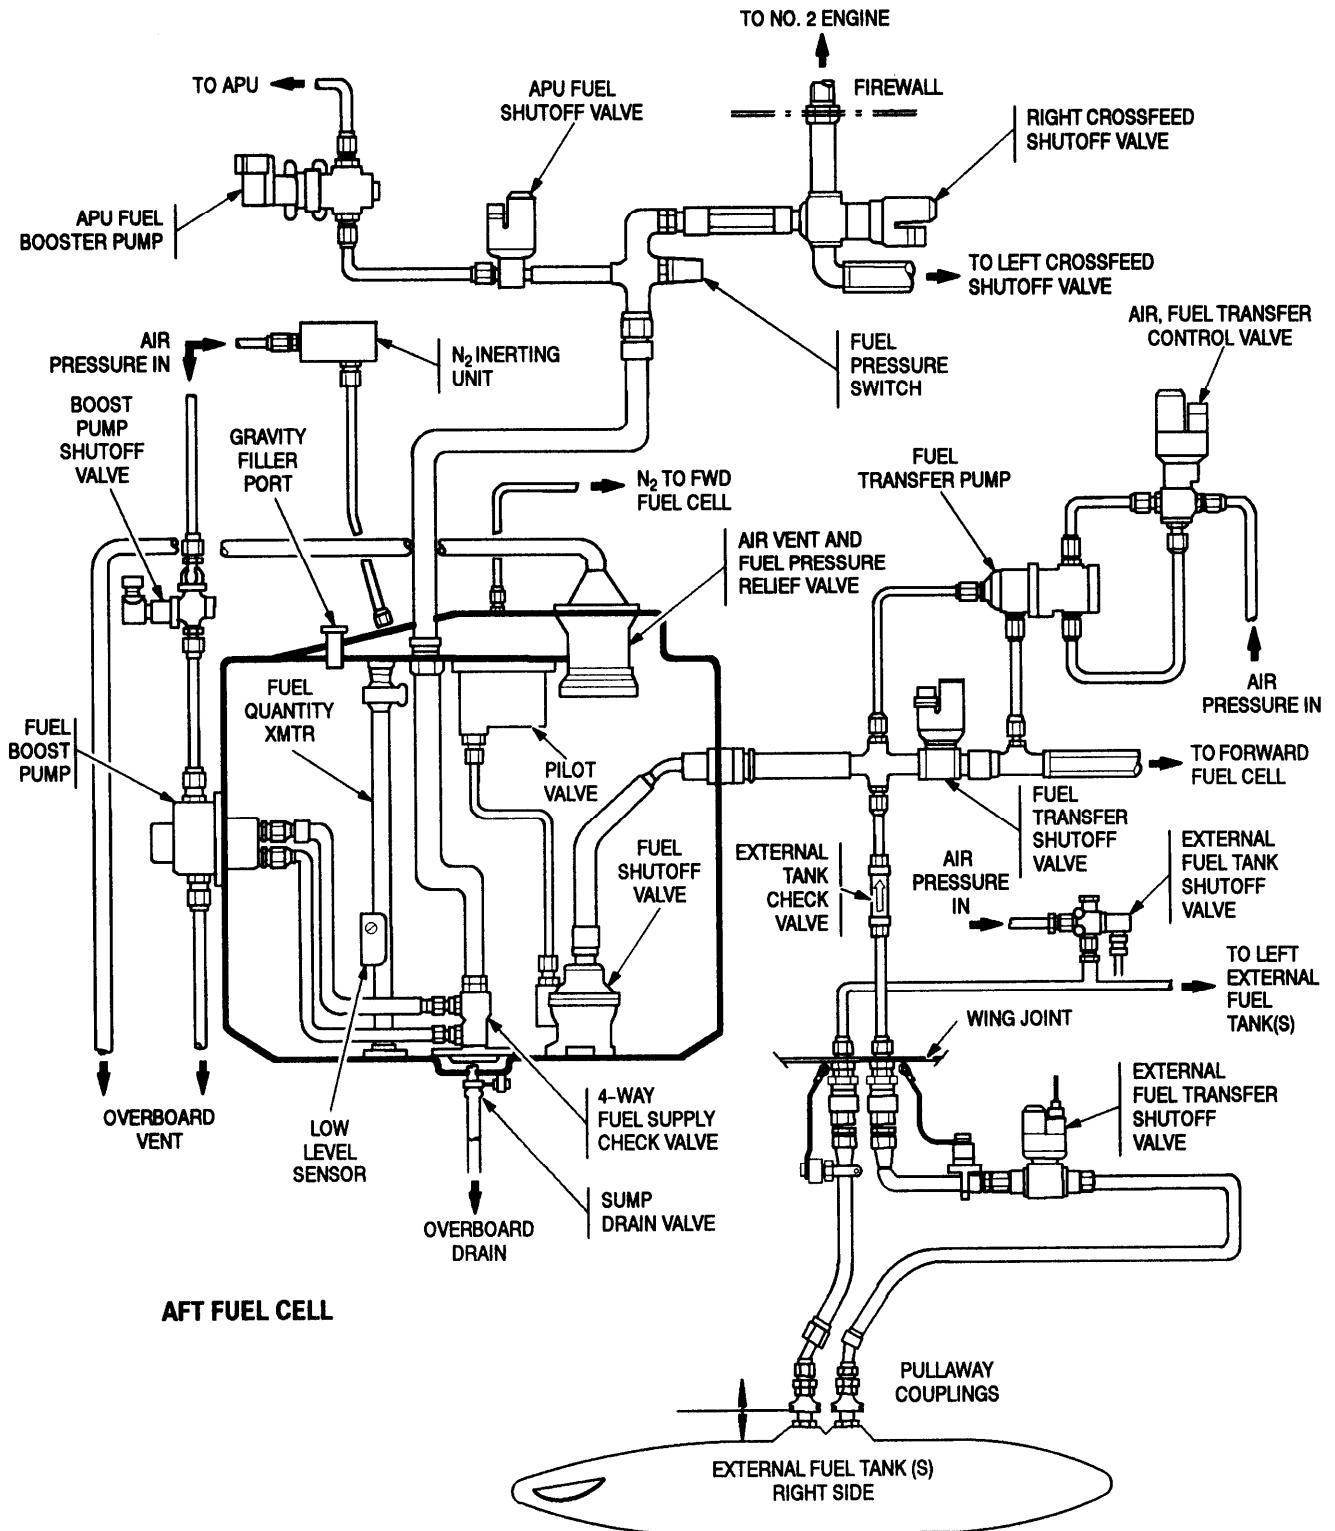 TO NO. 2 ENGINE
TO APU
APU FUEL
SHUTOFF VALVE
FIREWALL
RIGHT CROSSFEED
SHUTOFF VALVE
APU FUEL
BOOSTER PUMP
TO LEFT CROSSFEED
SHUTOFF VALVE
AIR, FUEL TRANSFER
CONTROL VALVE
AIR
PRESSURE IN
N2 INERTING
UNIT
FUEL
PRESSURE
SWITCH
BOOST
PUMP
SHUTOFF
VALVE
GRAVITY
FILLER
PORT
FUEL
TRANSFER PUMP
N2 TO FWD
FUEL CELL
AIR VENT AND
FUEL PRESSURE
RELIEF VALVE
AIR
PRESSURE IN
FUEL
QUANTITY
XMTR
FUEL
BOOST
PUMP
PILOT
VALVE
TO FORWARD
FUEL CELL
FUEL
TRANSFER
SHUTOFF
VALVE
FUEL
SHUTOFF
VALVE
EXTERNAL
TANK
CHECK
VALVE
AIR
PRESSURE
IN
EXTERNAL
FUEL TANK
SHUTOFF
VALVE
TO LEFT
EXTERNAL
FUEL
TANK(S)
WING JOINT
EXTERNAL
FUEL TRANSFER
SHUTOFF
VALVE
OVERBOARD
VENT
LOW
LEVEL
SENSOR
4-WAY
FUEL SUPPLY
CHECK VALVE
SUMP
DRAIN VALVE
OVERBOARD
DRAIN
AFT FUEL CELL
PULLAWAY
COUPLINGS
EXTERNAL FUEL TANK (S)
RIGHT SIDE